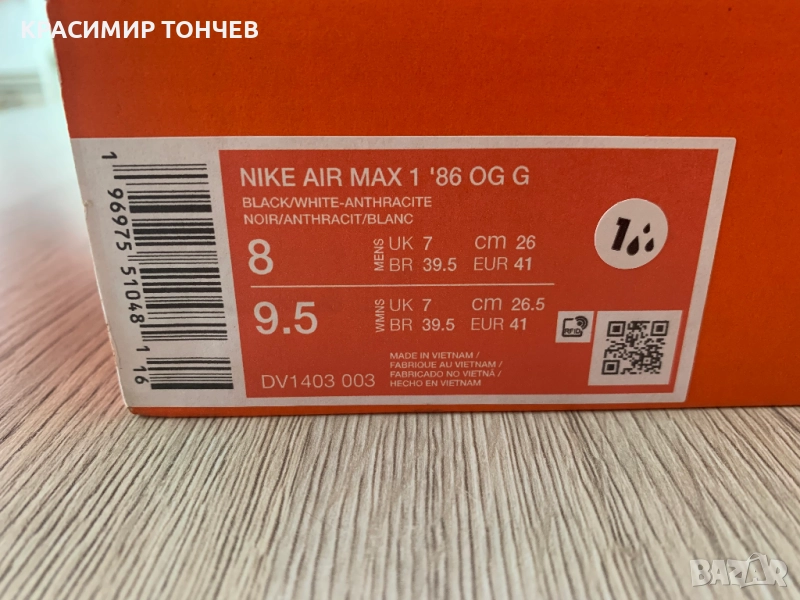 КРАСИМИР ТОНЧЕВ
1 96975 51048 116
NIKE AIR MAX 1 '86 OG G
BLACK/WHITE-ANTHRACITE
NOIR/ANTHRACIT/BLANC
8 MENS UK 7 cm 26
BR 39.5 EUR 41
9.5 WMNS UK 7 cm 26.5
BR 39.5 EUR 41
1
RFID
DV1403 003
MADE IN VIETNAM /
FABRIQUE AU VIETNAM /
FABRICADO NO VIETNÃ /
HECHO EN VIETNAM
BAZAR